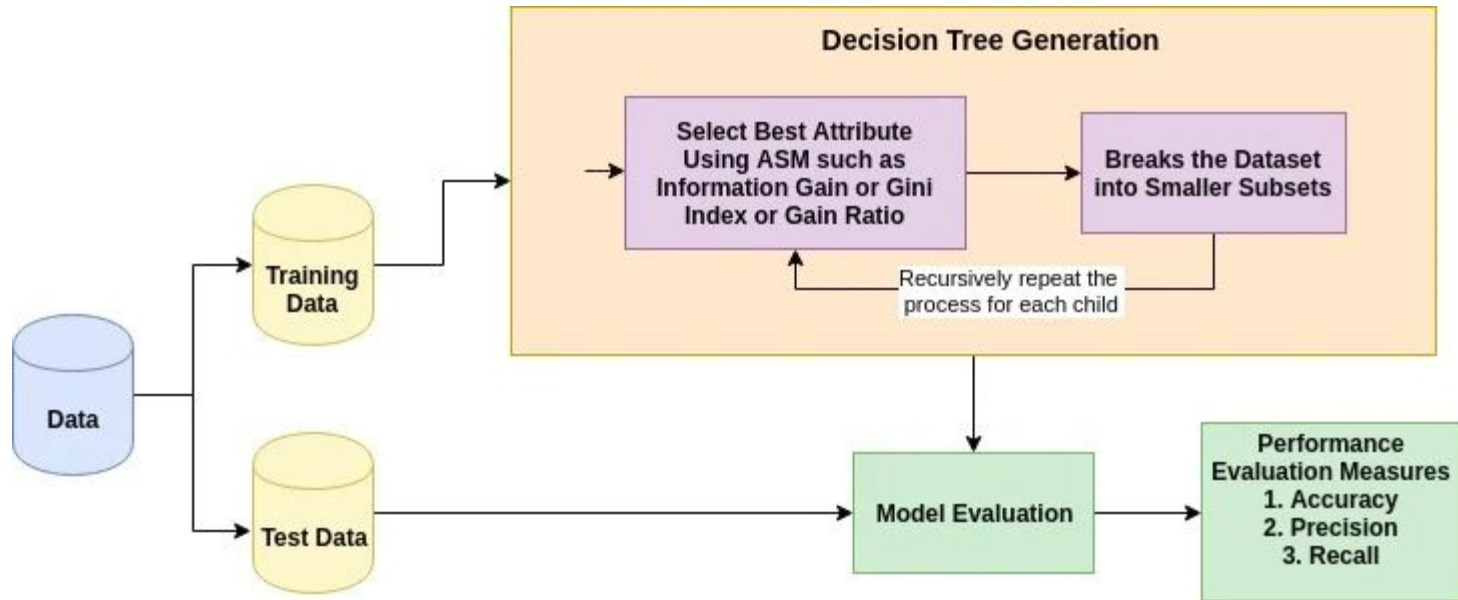 Decision Tree Generation
Select Best Attribute
Using ASM such as
Information Gain or Gini
Index or Gain Ratio
Breaks the Dataset
into Smaller Subsets
Recursively repeat the
process for each child
Training
Data
Data
Test Data
Model Evaluation
Performance
Evaluation Measures
1. Accuracy
2. Precision
3. Recall